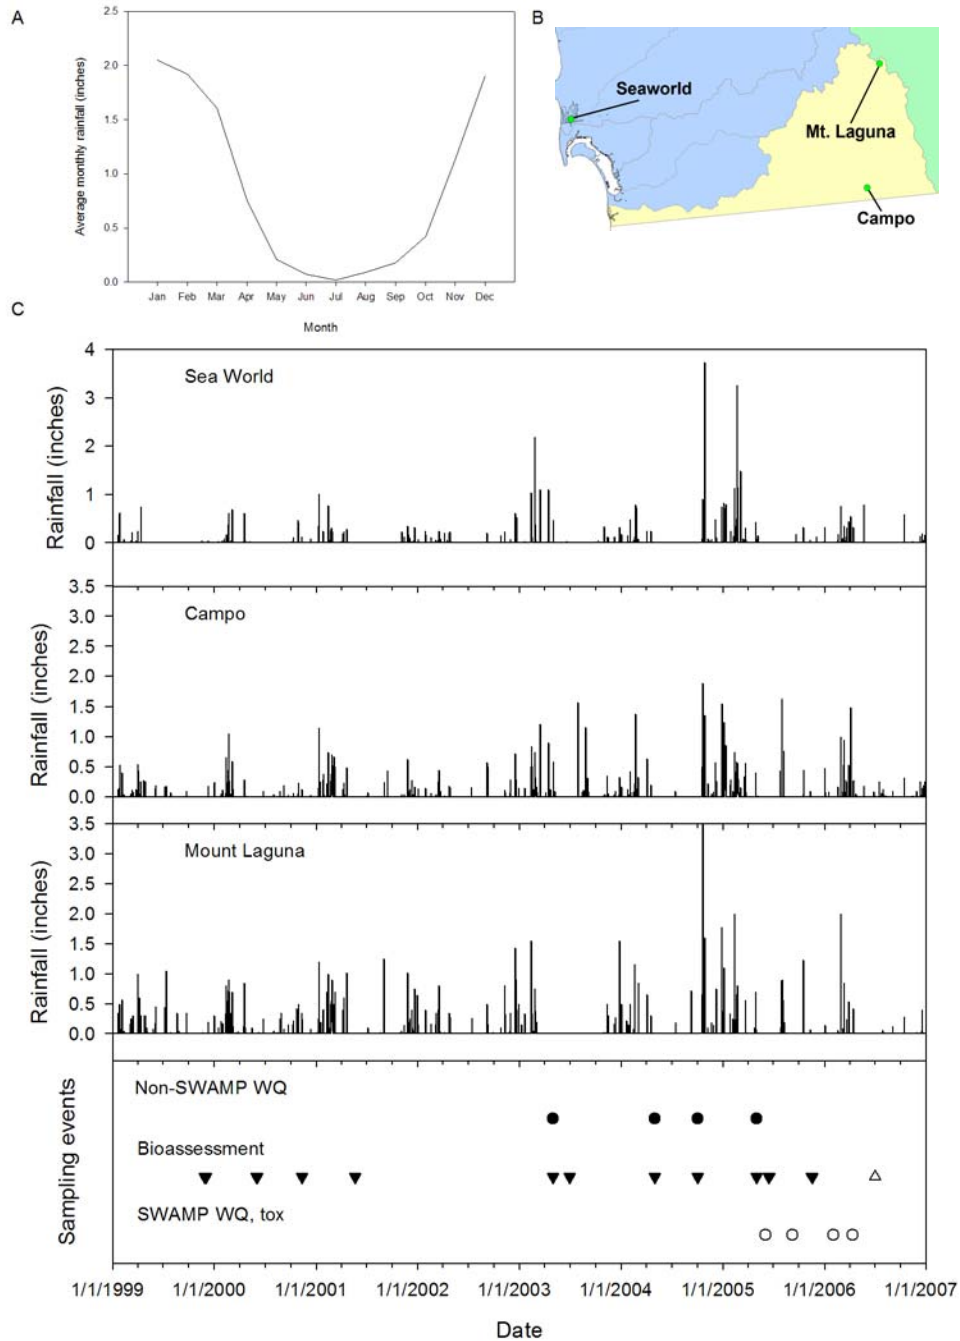 A
2.5
2.0
1.5
1.0
0.5
0.0
Average monthly rainfall (inches)
Jan Feb Mar Apr May Jun Jul Aug Sep Oct Nov Dec
Month
B
Seaworld
Mt. Laguna
Campo
C
Sea World
4
3
2
1
0
Rainfall (inches)
Campo
3.5
3.0
2.5
2.0
1.5
1.0
0.5
0.0
Rainfall (inches)
Mount Laguna
3.5
3.0
2.5
2.0
1.5
1.0
0.5
0.0
Rainfall (inches)
Sampling events
Non-SWAMP WQ
Bioassessment
SWAMP WQ, tox
1/1/1999 1/1/2000 1/1/2001 1/1/2002 1/1/2003 1/1/2004 1/1/2005 1/1/2006 1/1/2007
Date